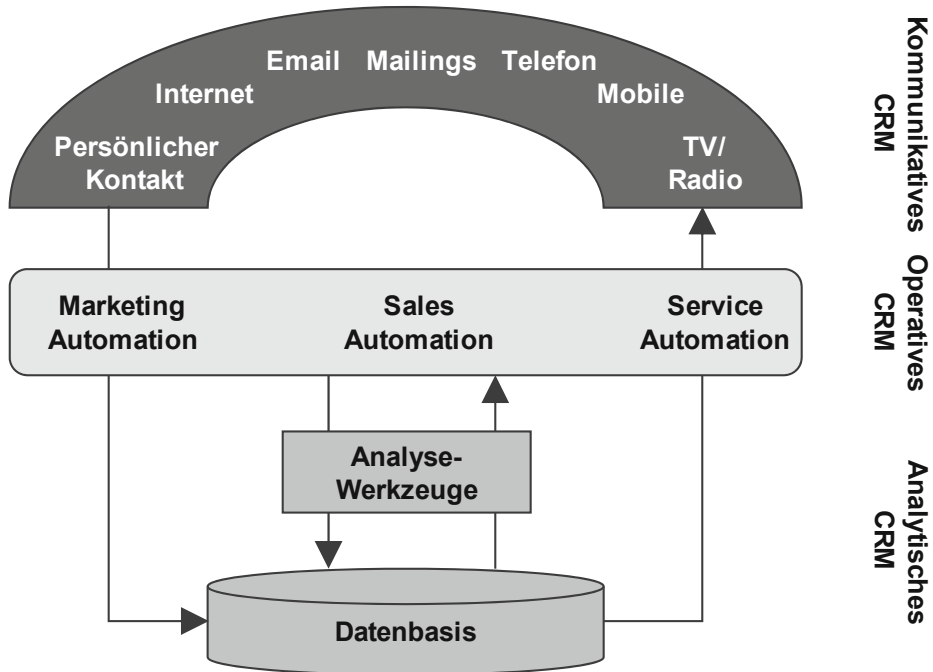 Email Mailings Telefon
Internet Mobile
Persönlicher
Kontakt
TV/
Radio
Kommunikatives
CRM
Marketing
Automation
Sales
Automation
Service
Automation
Operatives
CRM
Analyse-
Werkzeuge
Datenbasis
Analytisches
CRM